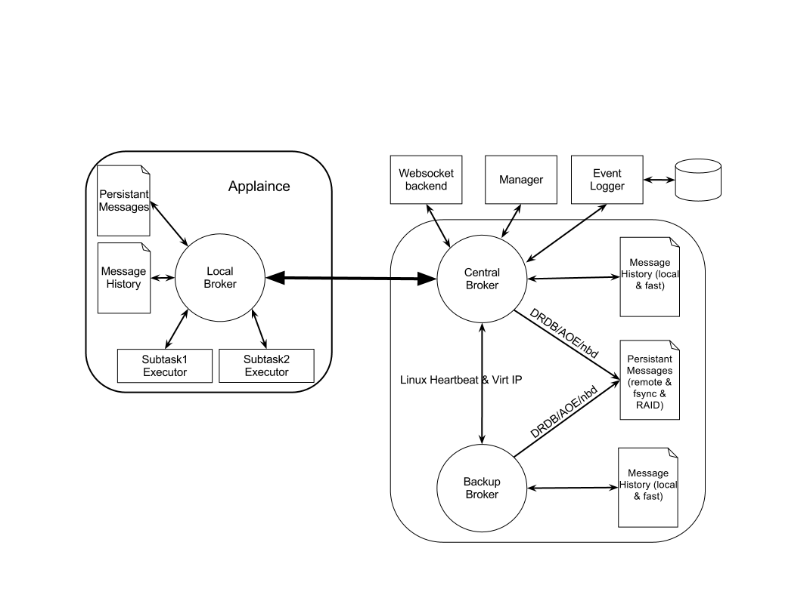 Persistant
Messages
Applaince
Message
History
Local
Broker
Subtask1
Executor
Subtask2
Executor
Websocket
backend
Manager
Event
Logger
Central
Broker
Message
History (local
& fast)
DRDB/AOE/nbd
Persistant
Messages
(remote &
fsync &
RAID)
Linux Heartbeat & Virt IP
DRDB/AOE/nbd
Backup
Broker
Message
History (local
& fast)